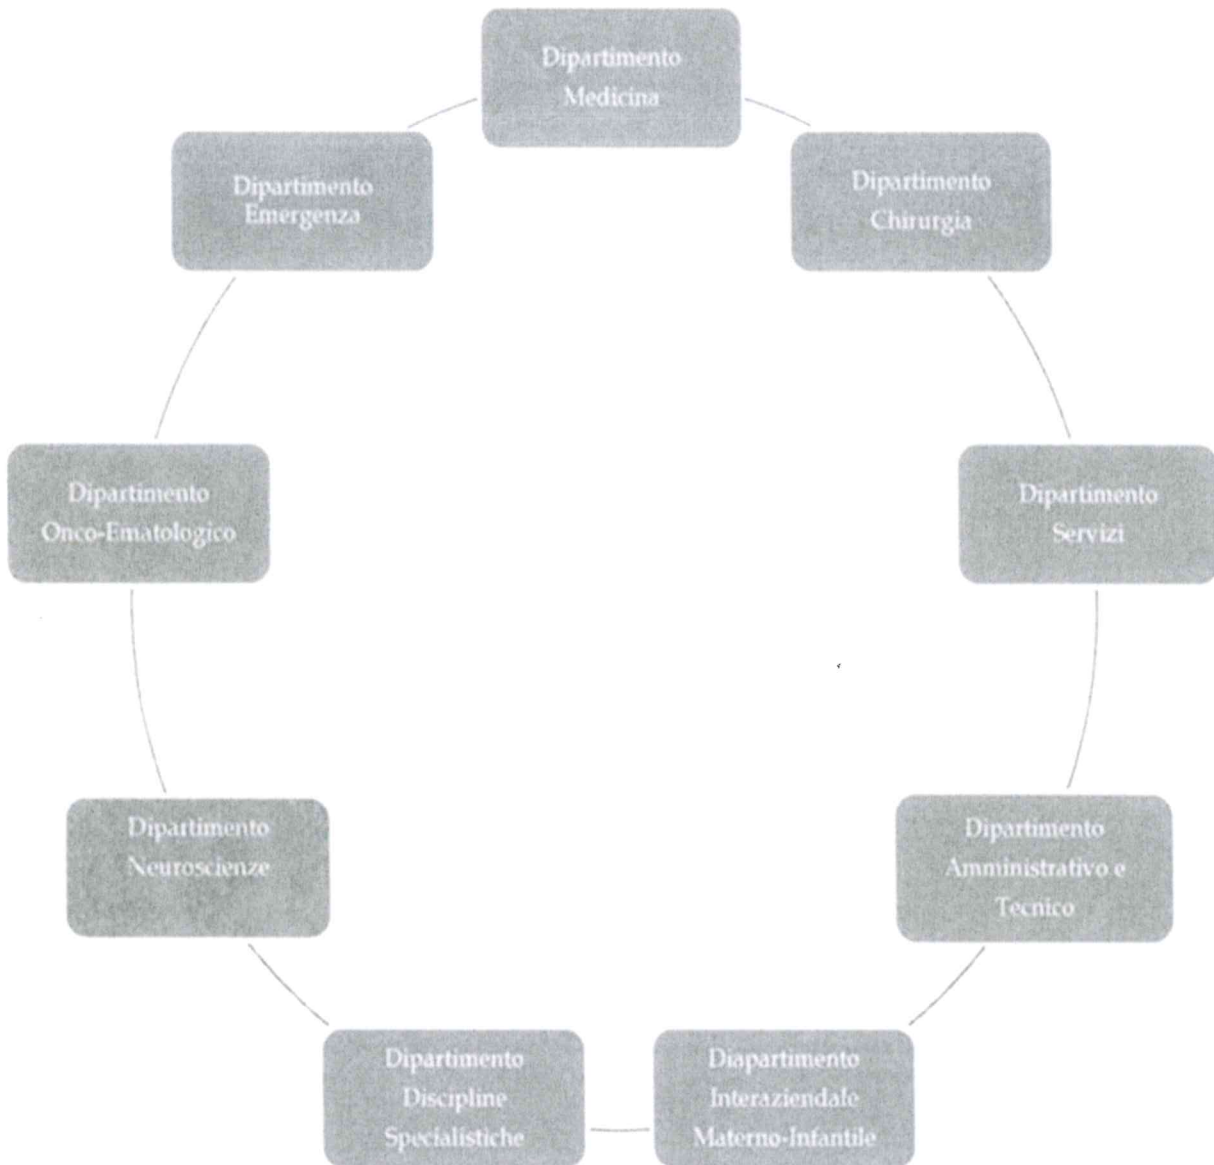 Dipartimento
Medicina
Dipartimento
Chirurgia
Dipartimento
Servizi
Dipartimento
Amministrativo e
Tecnico
Diapartimento
Interaziendale
Materno-Infantile
Dipartimento
Discipline
Specialistiche
Dipartimento
Neuroscienze
Dipartimento
Onco-Ematologico
Dipartimento
Emergenza